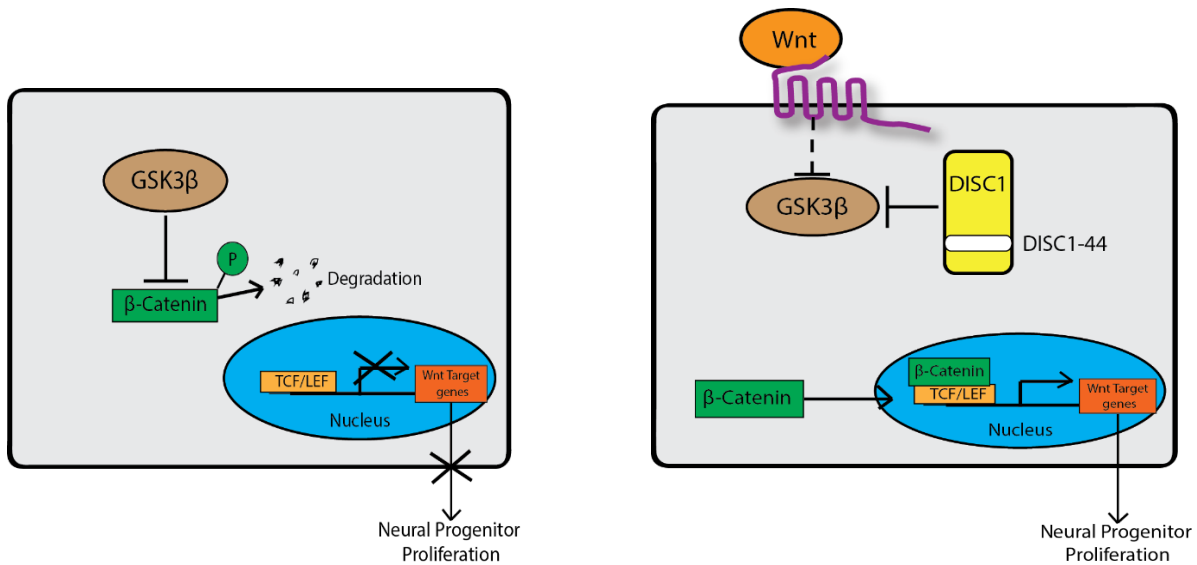 GSK3β
P
β-Catenin
Degradation
TCF/LEF
Wnt Target
genes
Nucleus
Neural Progenitor
Proliferation
Wnt
GSK3β
DISC1
DISC1-44
β-Catenin
β-Catenin
TCF/LEF
Wnt Target
genes
Nucleus
Neural Progenitor
Proliferation